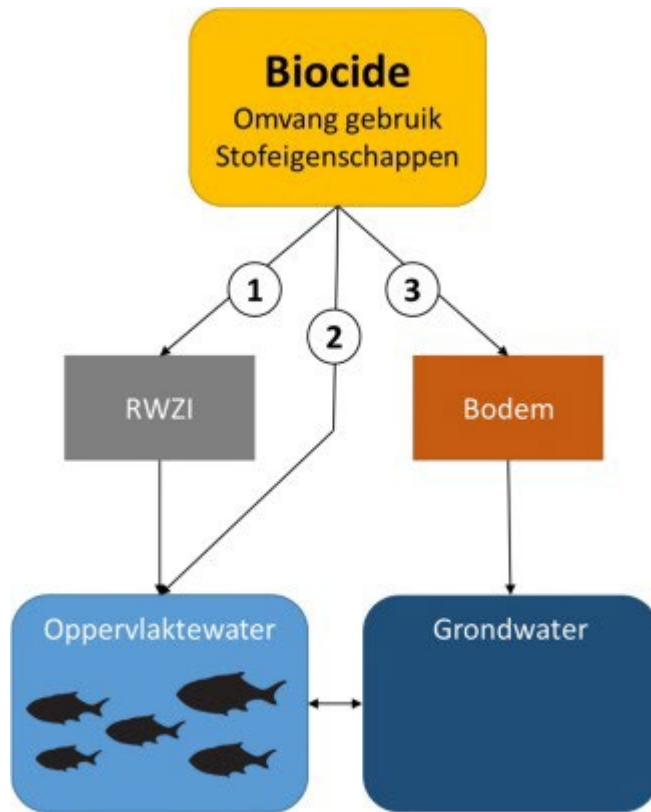 Biocide
Omvang gebruik
Stofeigenschappen
1
3
2
RWZI
Bodem
Oppervlaktewater
Grondwater